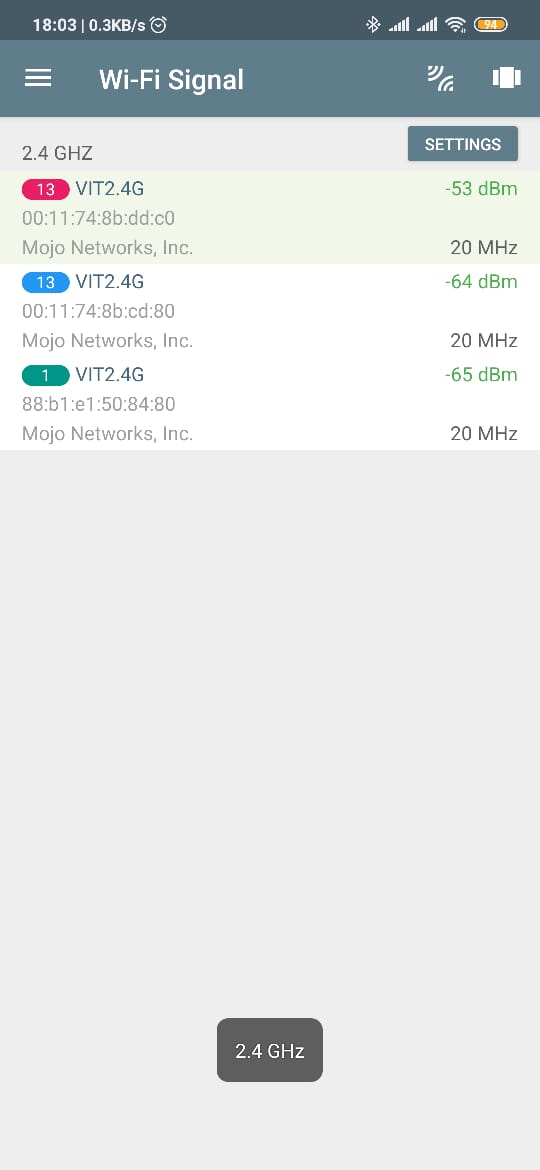 18:03 | 0.3KB/s 94
Wi-Fi Signal
2.4 GHZ SETTINGS
13 VIT2.4G -53 dBm
00:11:74:8b:dd:c0
Mojo Networks, Inc. 20 MHz
13 VIT2.4G -64 dBm
00:11:74:8b:cd:80
Mojo Networks, Inc. 20 MHz
1 VIT2.4G -65 dBm
88:b1:e1:50:84:80
Mojo Networks, Inc. 20 MHz
2.4 GHz